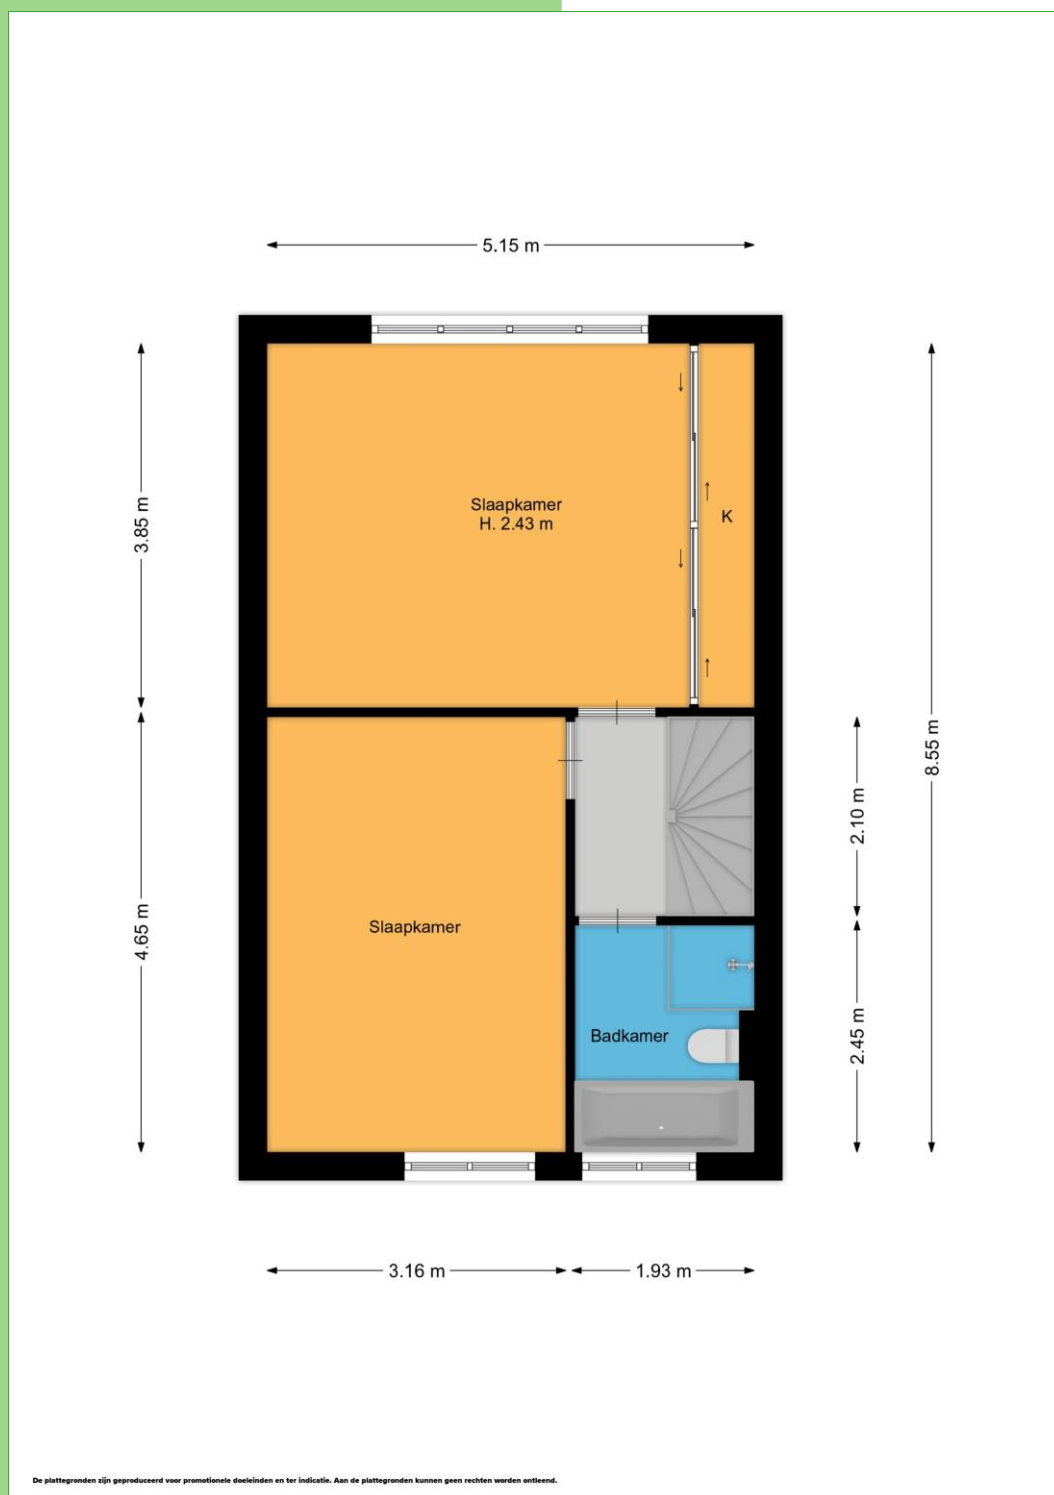 5.15 m
3.85 m
Slaapkamer
H. 2.43 m
K
8.55 m
2.10 m
4.65 m
Slaapkamer
2.45 m
Badkamer
3.16 m
1.93 m
De plattegronden zijn geproduceerd voor promotionele doeleinden en ter indicatie. Aan de plattegronden kunnen geen rechten worden ontleend.